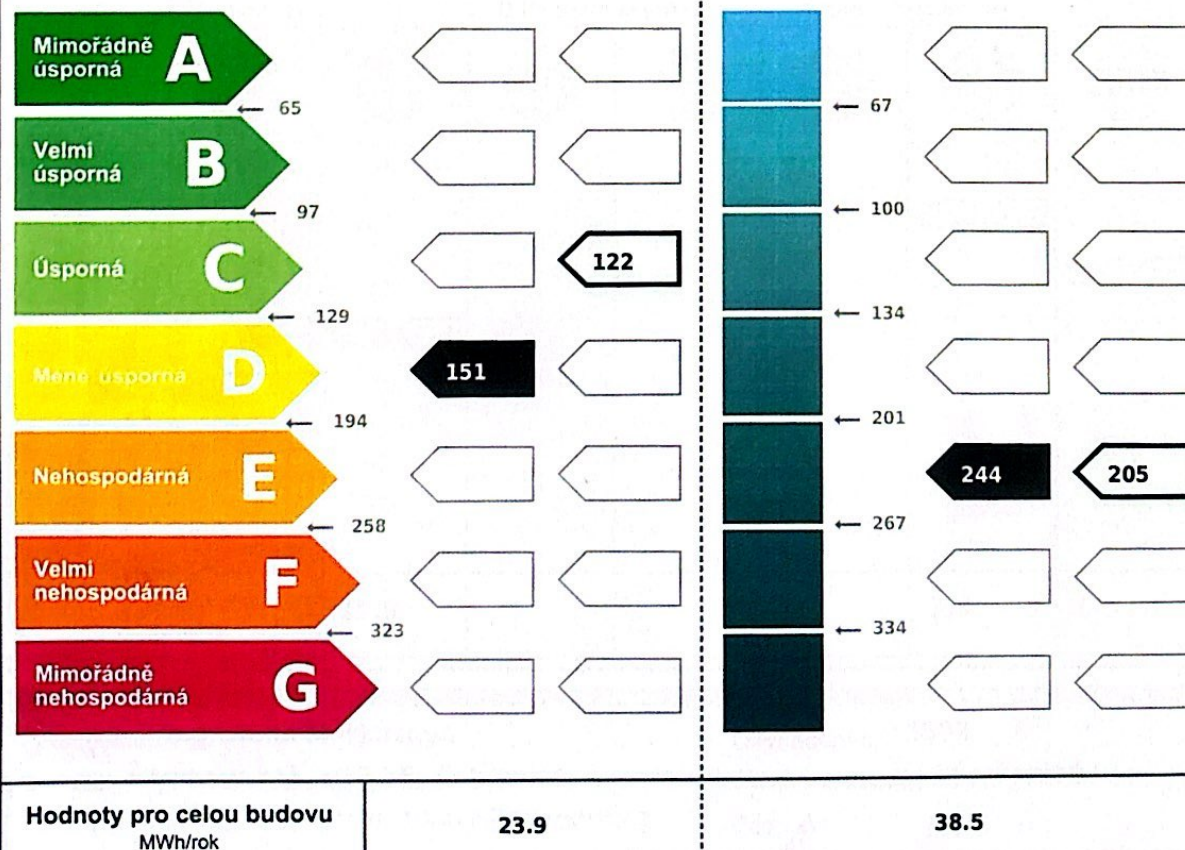 Mimořádně
úsporná
A
65
67
Velmi
úsporná
B
97
100
Úsporná
C
122
129
134
Méně úsporná
D
151
194
201
Nehospodárná
E
244
205
258
267
Velmi
nehospodárná
F
323
334
Mimořádně
nehospodárná
G
Hodnoty pro celou budovu
MWh/rok
23.9
38.5